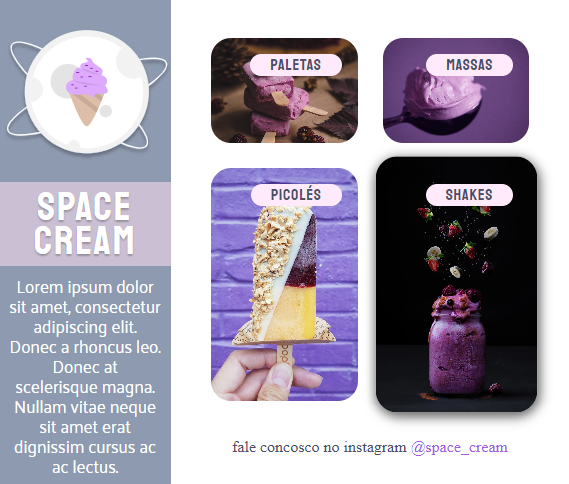 SPACE
CREAM
Lorem ipsum dolor
sit amet, consectetur
adipiscing elit.
Donec a rhoncus leo.
Donec at
scelerisque magna.
Nullam vitae neque
sit amet erat
dignissim cursus ac
ac lectus.
PALETAS
MASSAS
PICOLÉS
SHAKES
fale concosco no instagram @space_cream